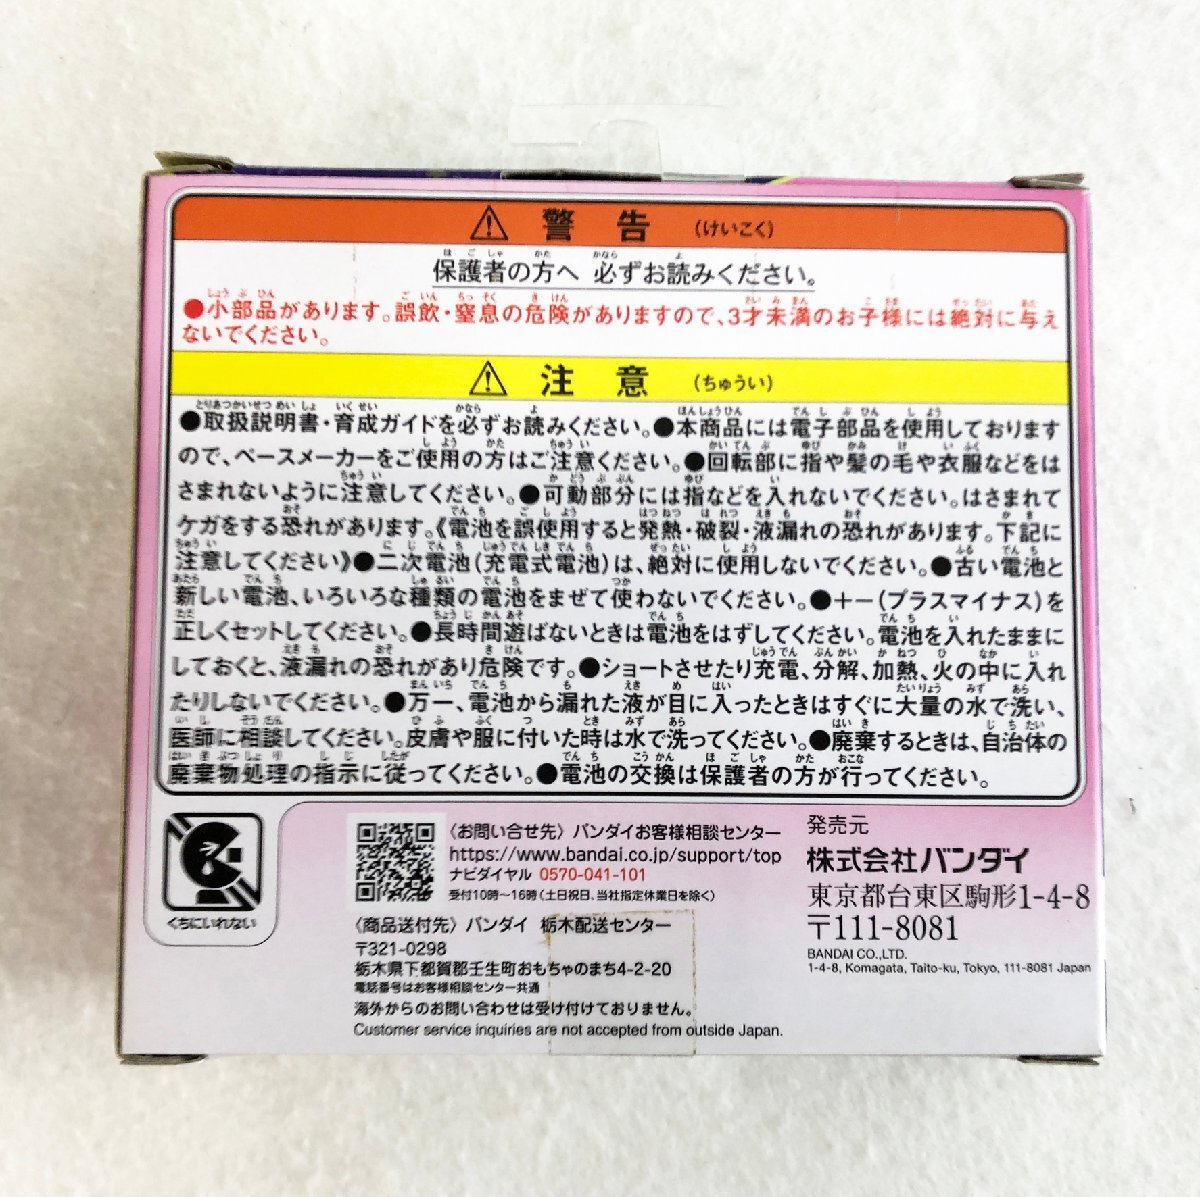 警告 (けいこく)
保護者の方へ 必ずお読みください。
●小部品があります。誤飲・窒息の危険がありますので、3才未満のお子様には絶対に与え
ないでください。
注意 (ちゅうい)
●取扱説明書・育成ガイドを必ずお読みください。●本商品には電子部品を使用しております
ので、ペースメーカーをご使用の方はご注意ください。●回転部に指や髪の毛や衣服などをは
さまれないように注意してください。●可動部分には指などを入れないでください。はさまれて
ケガをする恐れがあります。《電池を誤使用すると発熱・破裂・液漏れの恐れがあります。下記に
注意してください》●二次電池(充電式電池)は、絶対に使用しないでください。●古い電池と
新しい電池、いろいろな種類の電池をまぜて使わないでください。●+-(プラスマイナス)を
正しくセットしてください。●長時間遊ばないときは電池をはずしてください。電池を入れたままに
しておくと、液漏れの恐れがあり危険です。●ショートさせたり充電、分解、加熱、火の中に入れ
たりしないでください。●万一、電池から漏れた液が目に入ったときはすぐに大量の水で洗い、
医師に相談してください。皮膚や服に付いた時は水で洗ってください。●廃棄するときは、自治体の
廃棄物処理の指示に従ってください。●電池の交換は保護者の方が行ってください。
くちにいれない
〈お問い合せ先〉バンダイお客様相談センター
https://www.bandai.co.jp/support/top
ナビダイヤル 0570-041-101
受付10時〜16時(土日祝日、当社指定休業日を除く)
〈商品送付先〉バンダイ 栃木配送センター
〒321-0298
栃木県下都賀郡壬生町おもちゃのまち4-2-20
電話番号はお客様相談センター共通
海外からのお問い合わせは受け付けておりません。
Customer service inquiries are not accepted from outside Japan.
発売元
株式会社バンダイ
東京都台東区駒形1-4-8
〒111-8081
BANDAI CO.,LTD.
1-4-8, Komagata, Taito-ku, Tokyo, 111-8081 Japan